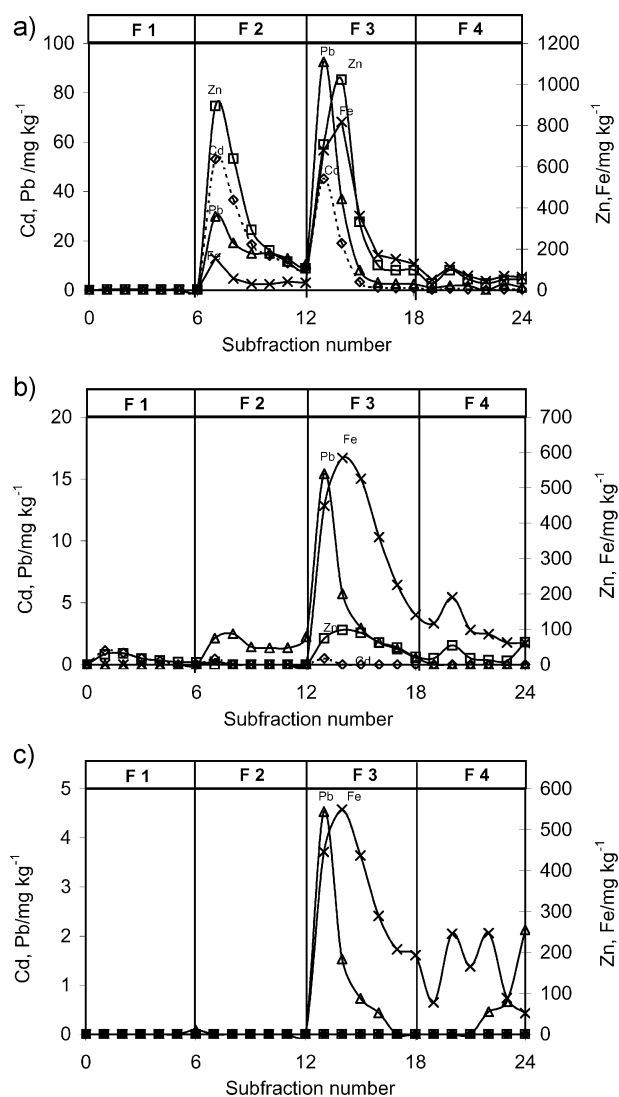 a)
F 1 F 2 F 3 F 4
100 80 60 40 20 0
Cd, Pb /mg kg-1
1200 1000 800 600 400 200 0
Zn,Fe/mg kg-1
Zn Cd Pb Fe
Pb Zn Fe Cd
0 6 12 18 24
Subfraction number
b)
F 1 F 2 F 3 F 4
20 15 10 5 0
Cd, Pb/mg kg-1
700 600 500 400 300 200 100 0
Zn, Fe/mg kg-1
Pb Fe Zn Cd
0 6 12 18 24
Subfraction number
c)
F 1 F 2 F 3 F 4
5 4 3 2 1 0
Cd, Pb/mg kg-1
600 500 400 300 200 100 0
Zn, Fe/mg kg-1
Pb Fe
0 6 12 18 24
Subfraction number